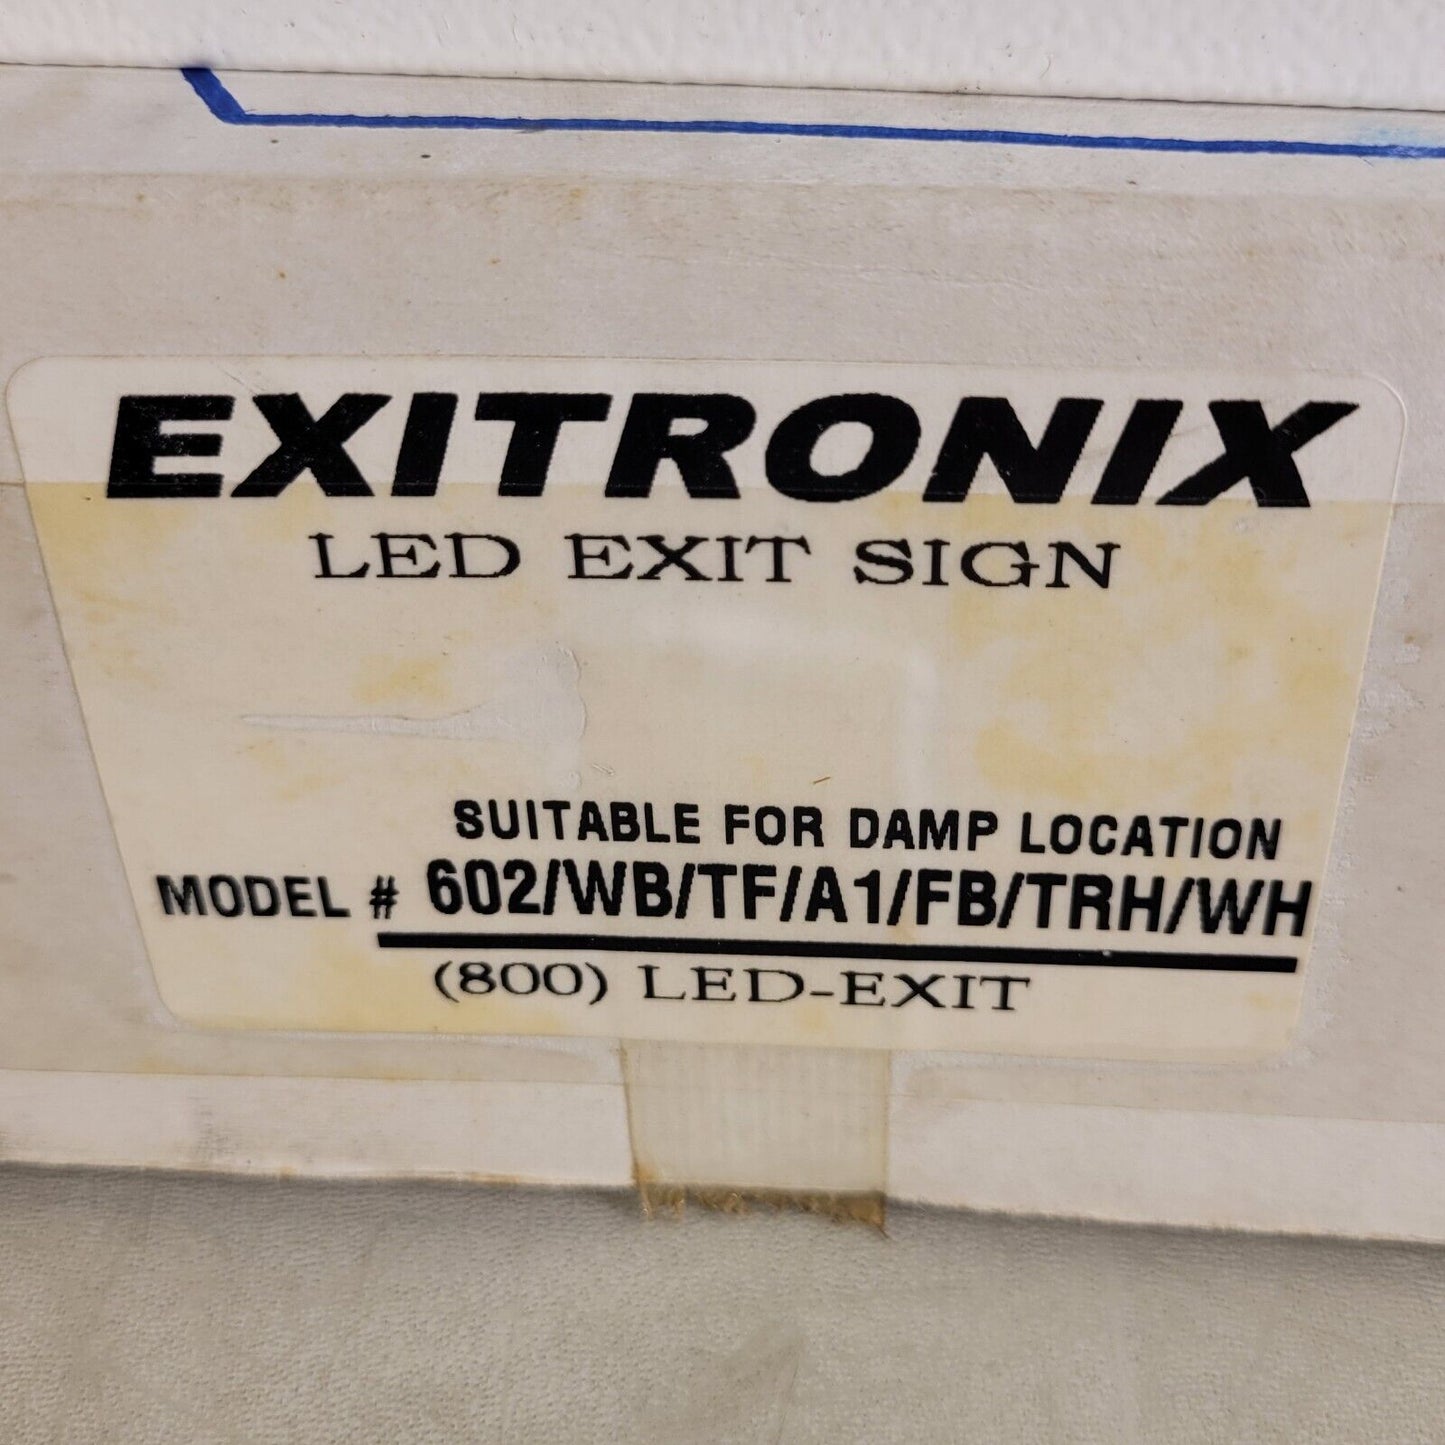 EXITRONIX
LED EXIT SIGN
SUITABLE FOR DAMP LOCATION
MODEL # 602/WB/TF/A1/FB/TRH/WH
(800) LED-EXIT